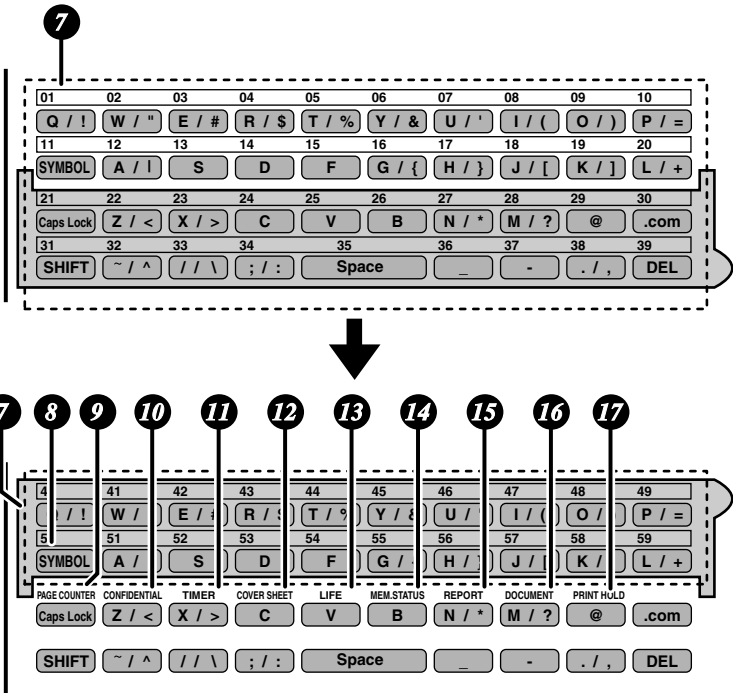 7
01 02 03 04 05 06 07 08 09 10
Q / ! W / " E / # R / $ T / % Y / & U / ' I / ( O / ) P / =
11 12 13 14 15 16 17 18 19 20
SYMBOL A / | S D F G / { H / } J / [ K / ] L / +
21 22 23 24 25 26 27 28 29 30
Caps Lock Z / < X / > C V B N / * M / ? @ .com
31 32 33 34 35 36 37 38 39
SHIFT ~ / ^ / / \ ; / : Space _ - . / , DEL
7 8 9 10 11 12 13 14 15 16 17
41 42 43 44 45 46 47 48 49
/ ! W / E / R / T / Y / U / I / ( O / P / =
51 52 53 54 55 56 57 58 59
SYMBOL A / S D F G / H / J / K / L / +
PAGE COUNTER CONFIDENTIAL TIMER COVER SHEET LIFE MEM.STATUS REPORT DOCUMENT PRINT HOLD
Caps Lock Z / < X / > C V B N / * M / ? @ .com
SHIFT ~ / ^ / / \ ; / : Space _ - . / , DEL